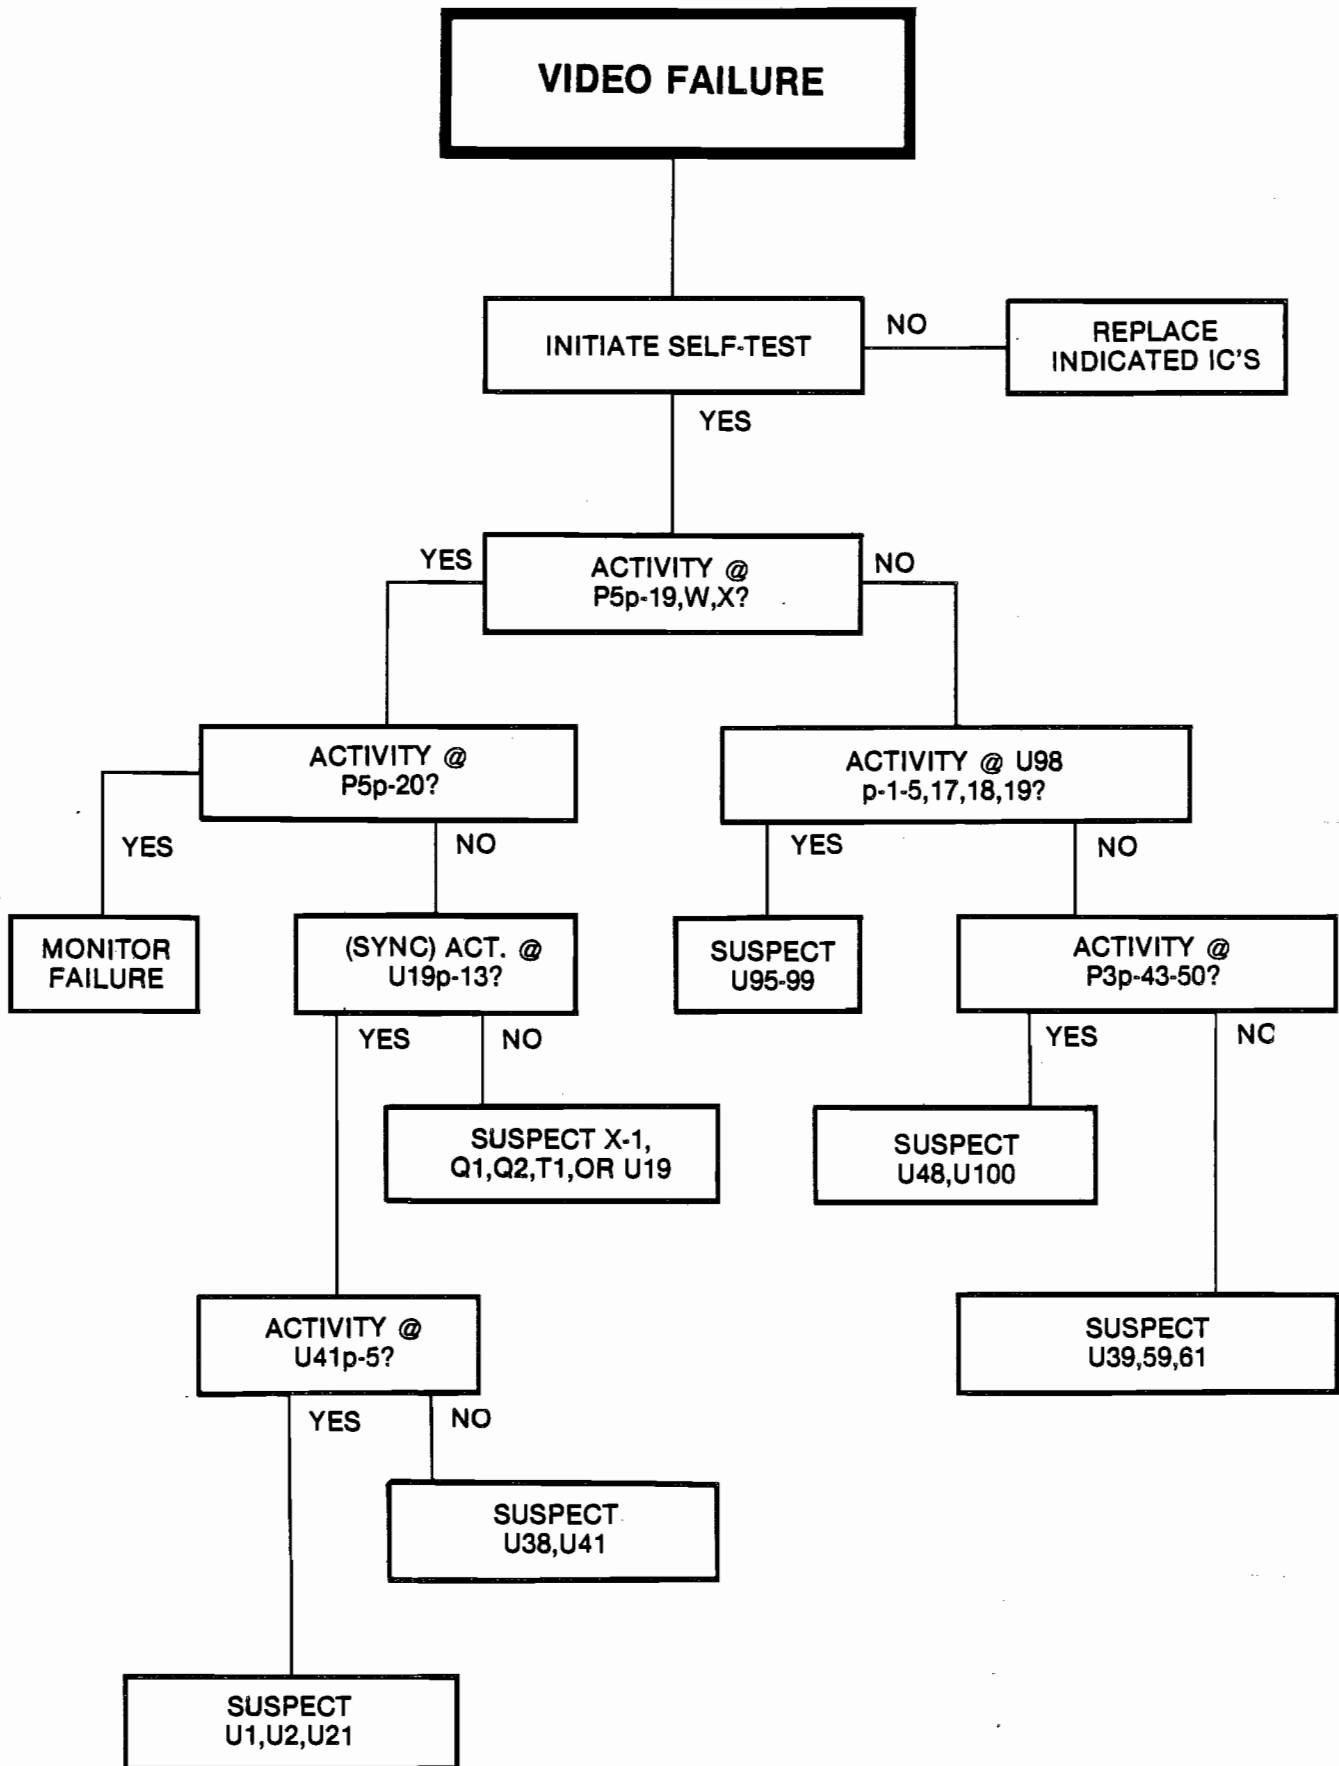 VIDEO FAILURE
INITIATE SELF-TEST
NO
REPLACE
INDICATED IC'S
YES
YES
ACTIVITY @
P5p-19,W,X?
NO
ACTIVITY @
P5p-20?
ACTIVITY @ U98
p-1-5,17,18,19?
YES
NO
YES
NO
MONITOR
FAILURE
(SYNC) ACT. @
U19p-13?
SUSPECT
U95-99
ACTIVITY @
P3p-43-50?
YES
NO
YES
NO
SUSPECT X-1,
Q1,Q2,T1,OR U19
SUSPECT
U48,U100
ACTIVITY @
U41p-5?
SUSPECT
U39,59,61
YES
NO
SUSPECT
U38,U41
SUSPECT
U1,U2,U21